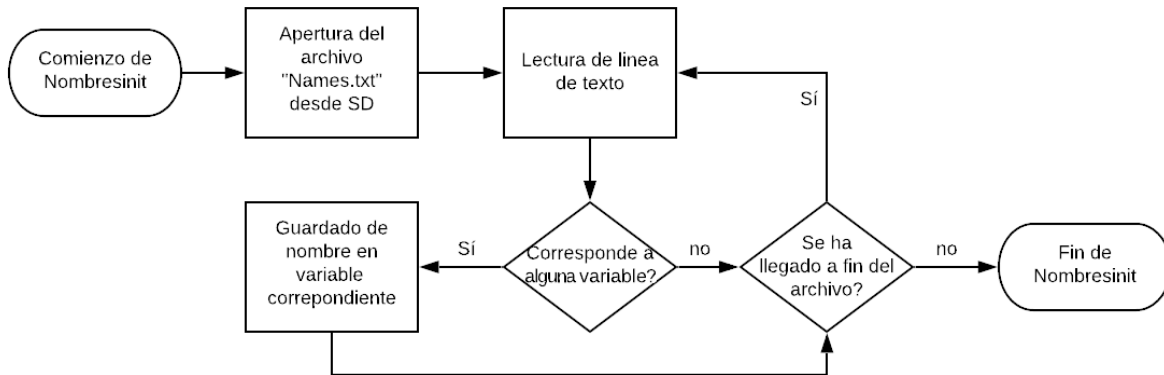 Comienzo de
Nombresinit
Apertura del
archivo
"Names.txt"
desde SD
Lectura de linea
de texto
Sí
Guardado de
nombre en
variable
correpondiente
Sí
Corresponde a
alguna variable?
no
Se ha
llegado a fin del
archivo?
no
Fin de
Nombresinit